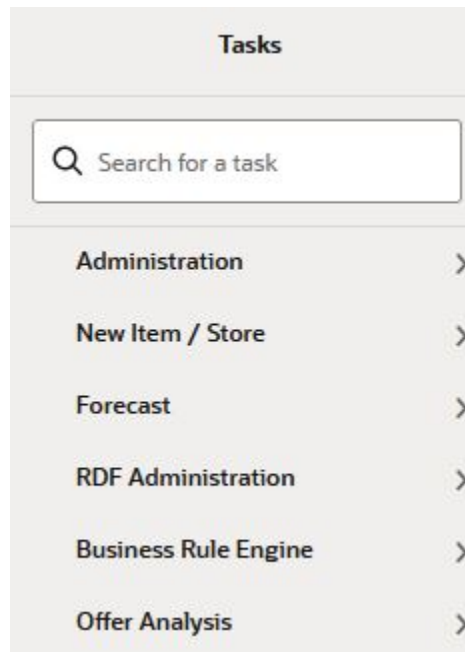 Tasks
Search for a task
Administration
New Item / Store
Forecast
RDF Administration
Business Rule Engine
Offer Analysis